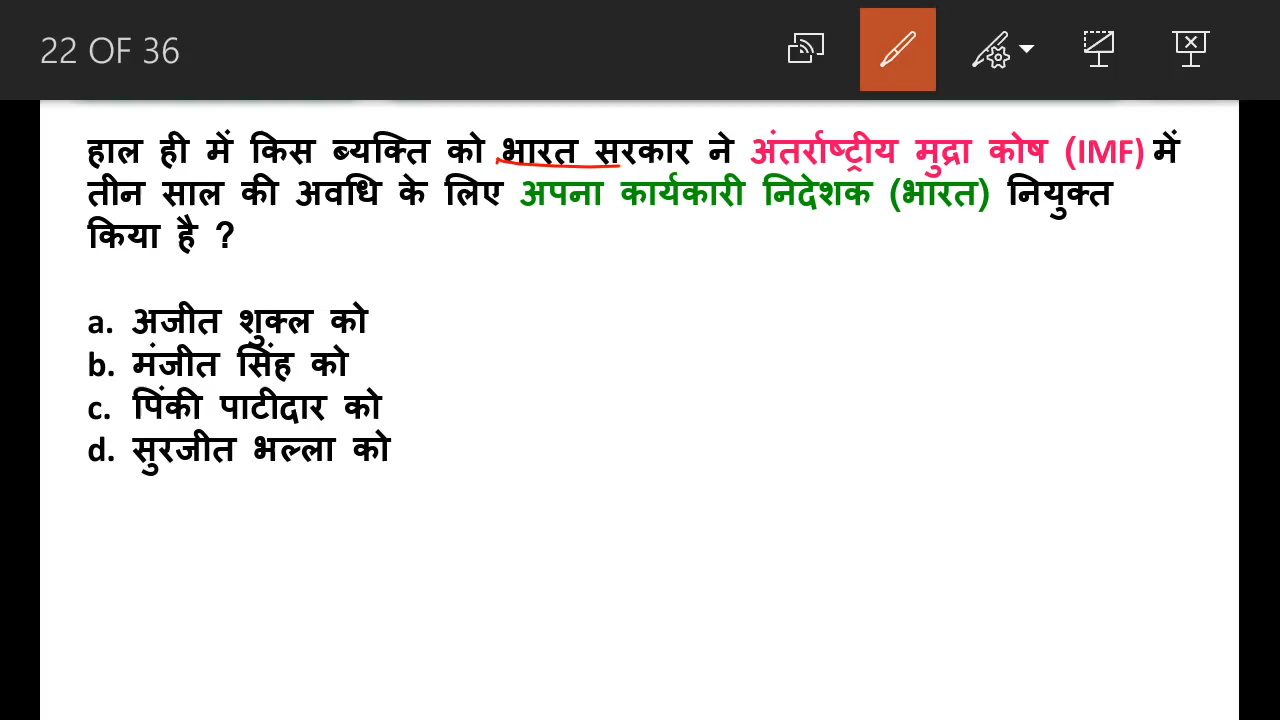 22 OF 36
हाल ही में किस ब्यक्ति को भारत सरकार ने अंतर्राष्ट्रीय मुद्रा कोष (IMF) में
तीन साल की अवधि के लिए अपना कार्यकारी निदेशक (भारत) नियुक्त
किया है ?
a. अजीत शुक्ल को
b. मंजीत सिंह को
c. पिंकी पाटीदार को
d. सुरजीत भल्ला को